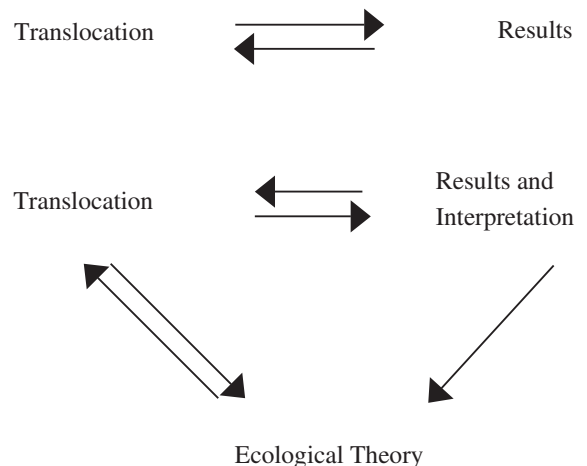 Translocation
Results
Translocation
Results and
Interpretation
Ecological Theory